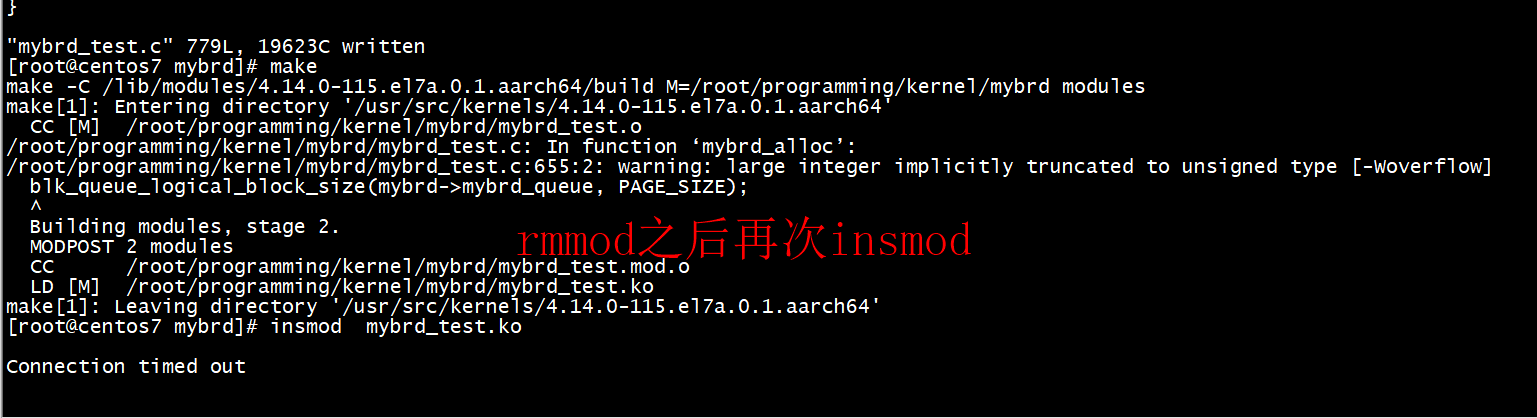 }
"mybrd_test.c" 779L, 19623C written
[root@centos7 mybrd]# make
make -C /lib/modules/4.14.0-115.el7a.0.1.aarch64/build M=/root/programming/kernel/mybrd modules
make[1]: Entering directory '/usr/src/kernels/4.14.0-115.el7a.0.1.aarch64'
  CC [M]  /root/programming/kernel/mybrd/mybrd_test.o
/root/programming/kernel/mybrd/mybrd_test.c: In function ‘mybrd_alloc’:
/root/programming/kernel/mybrd/mybrd_test.c:655:2: warning: large integer implicitly truncated to unsigned type [-Woverflow]
  blk_queue_logical_block_size(mybrd->mybrd_queue, PAGE_SIZE);
  ^
  Building modules, stage 2.
  MODPOST 2 modules
rmmod之后再次insmod
  CC      /root/programming/kernel/mybrd/mybrd_test.mod.o
  LD [M]  /root/programming/kernel/mybrd/mybrd_test.ko
make[1]: Leaving directory '/usr/src/kernels/4.14.0-115.el7a.0.1.aarch64'
[root@centos7 mybrd]# insmod  mybrd_test.ko
Connection timed out